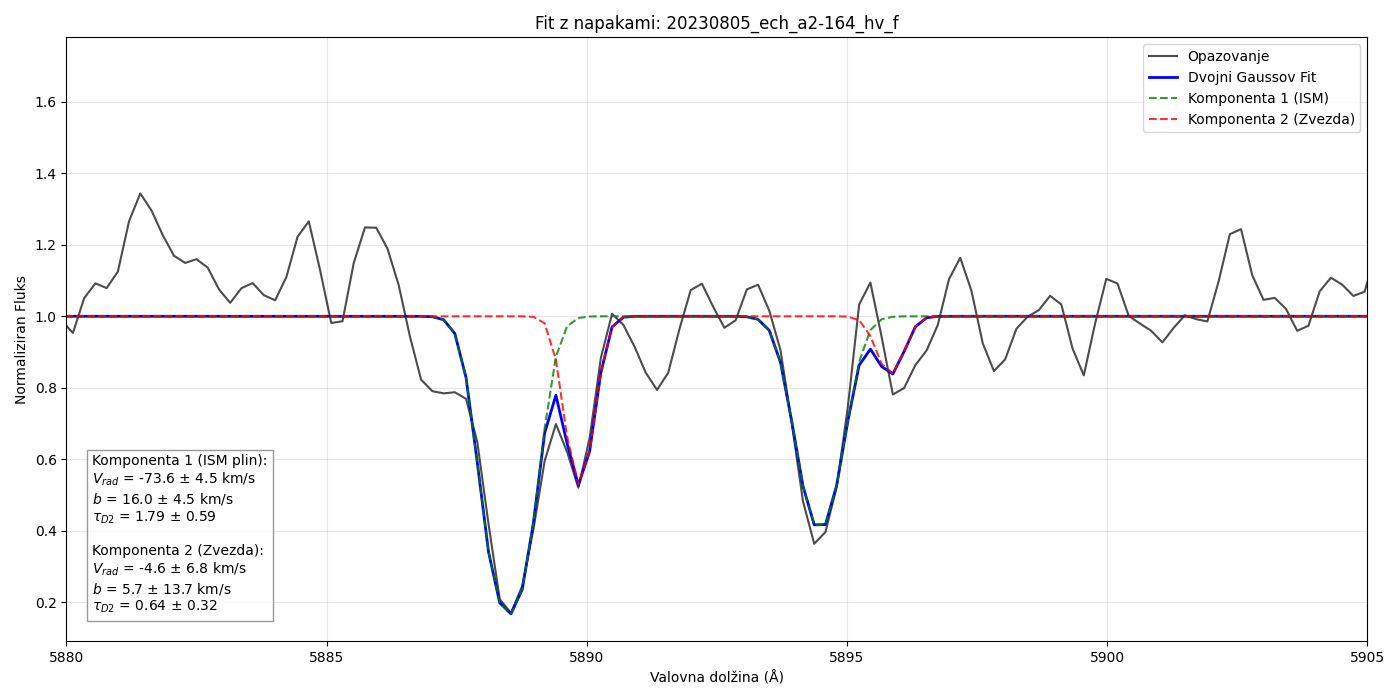 Fit z napakami: 20230805_ech_a2-164_hv_f
Opazovanje
Dvojni Gaussov Fit
Komponenta 1 (ISM)
Komponenta 2 (Zvezda)
Normaliziran Fluks
1.6
1.4
1.2
1.0
0.8
0.6
0.4
0.2
Komponenta 1 (ISM plin):
V_rad = -73.6 ± 4.5 km/s
b = 16.0 ± 4.5 km/s
τ_D2 = 1.79 ± 0.59
Komponenta 2 (Zvezda):
V_rad = -4.6 ± 6.8 km/s
b = 5.7 ± 13.7 km/s
τ_D2 = 0.64 ± 0.32
5880 5885 5890 5895 5900 5905
Valovna dolžina (Å)